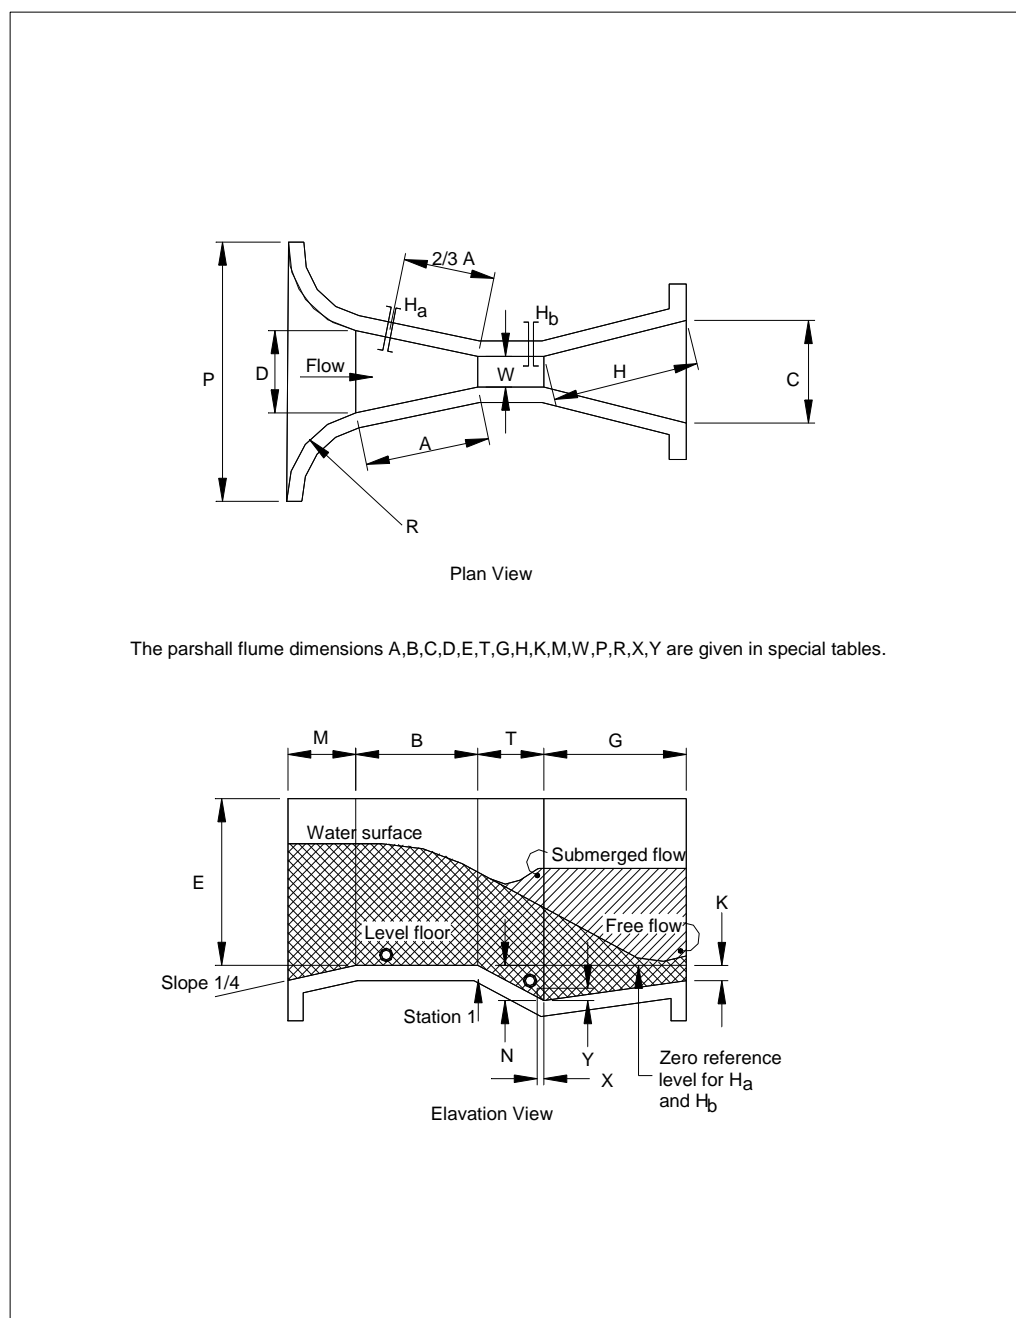 2/3 A
Ha
Hb
P
D
Flow
W
H
C
A
R
Plan View
The parshall flume dimensions A,B,C,D,E,T,G,H,K,M,W,P,R,X,Y are given in special tables.
M
B
T
G
Water surface
Submerged flow
E
K
Free flow
Level floor
Slope 1/4
Station 1
N
Y
X
Zero reference
level for Ha
and Hb
Elavation View